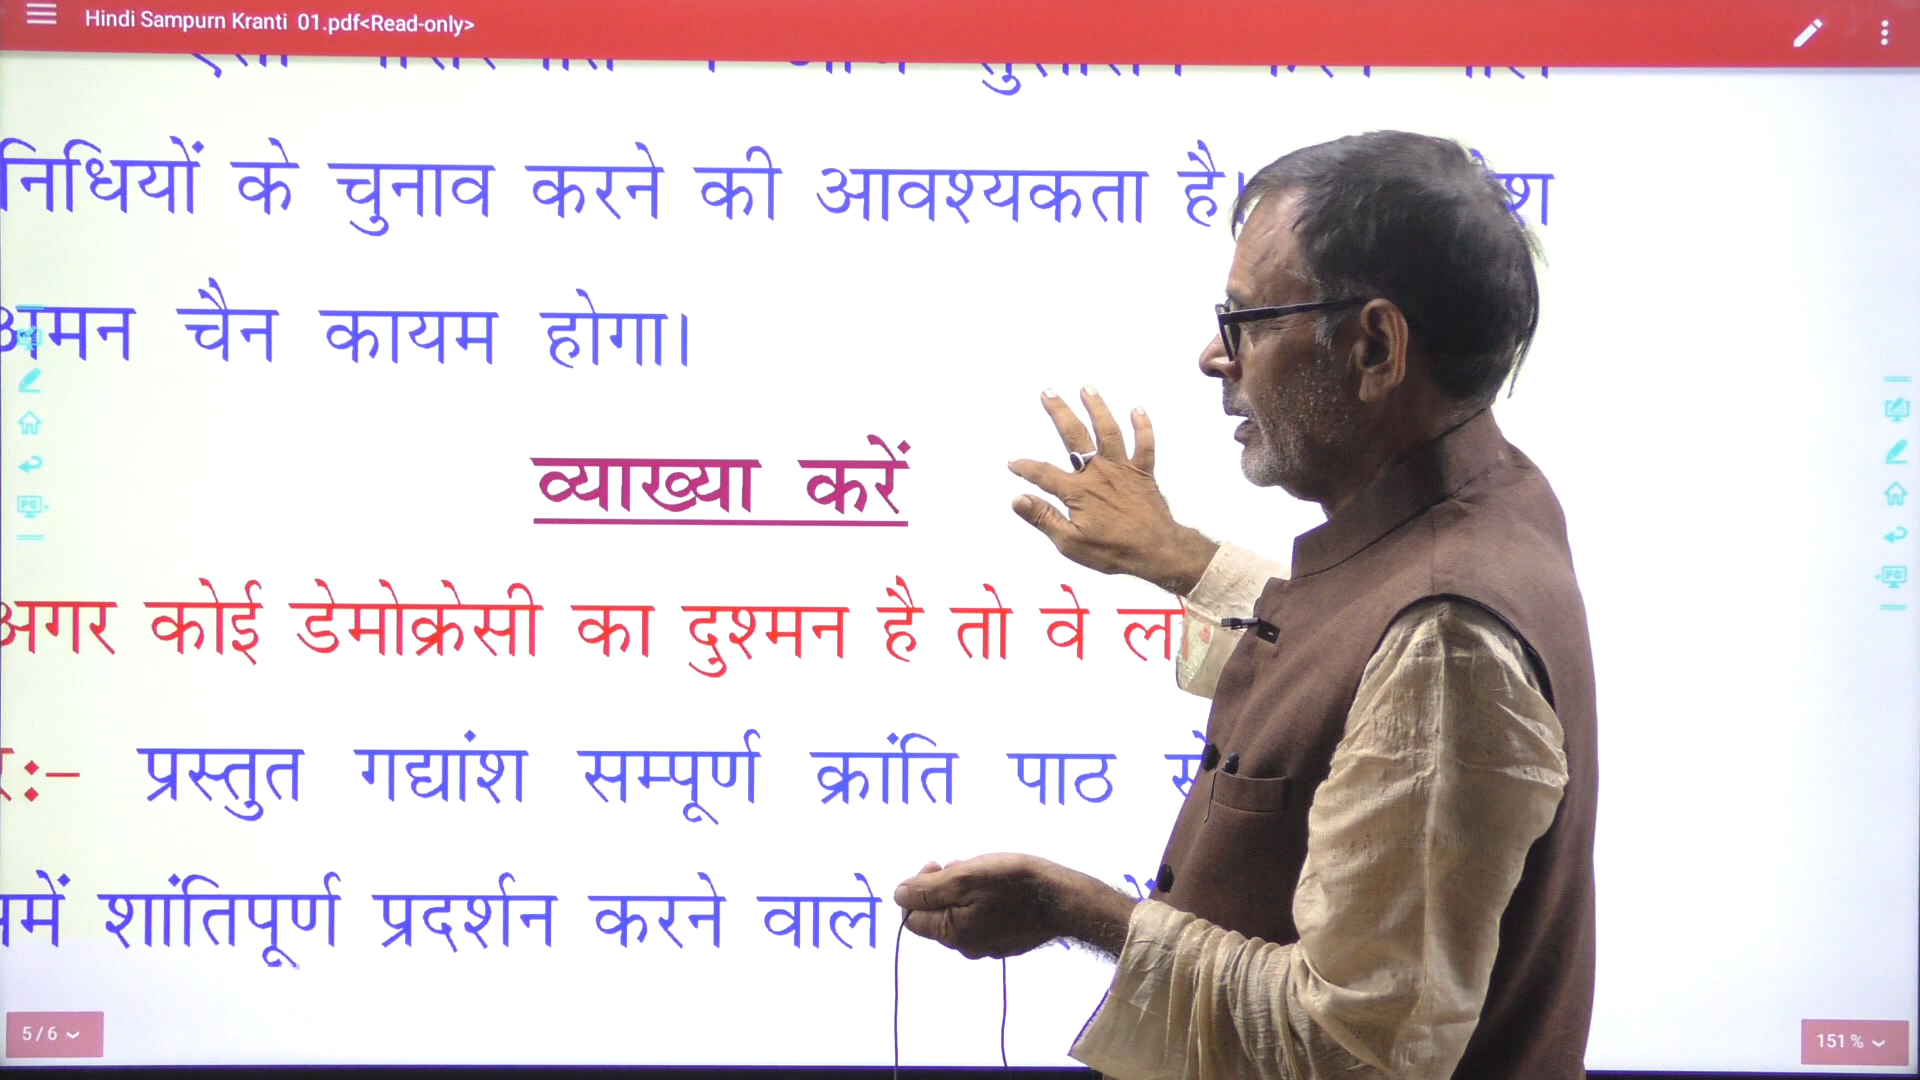 Hindi Sampurn Kranti 01.pdf<Read-only>
निधियों के चुनाव करने की आवश्यकता है।
अमन चैन कायम होगा।
व्याख्या करें
अगर कोई डेमोक्रेसी का दुश्मन है तो वे
प्रस्तुत गद्यांश सम्पूर्ण क्रांति पाठ से
शांतिपूर्ण प्रदर्शन करने वाले
5 / 6
151 %